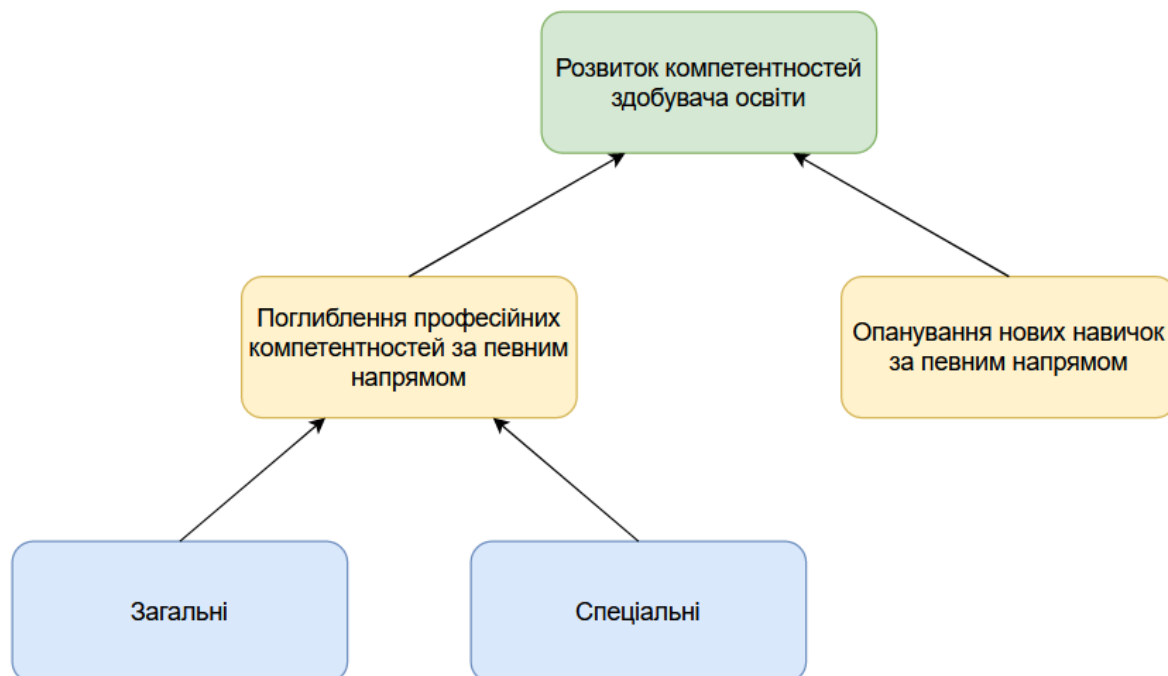 Розвиток компетентностей
здобувача освіти
Поглиблення професійних
компетентностей за певним
напрямом
Опанування нових навичок
за певним напрямом
Загальні
Спеціальні